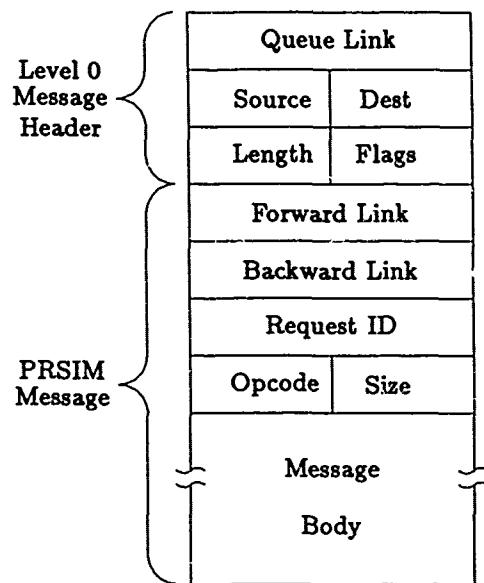 Queue Link
Level 0
Message
Header
Source
Dest
Length
Flags
Forward Link
Backward Link
Request ID
PRSIM
Message
Opcode
Size
Message
Body